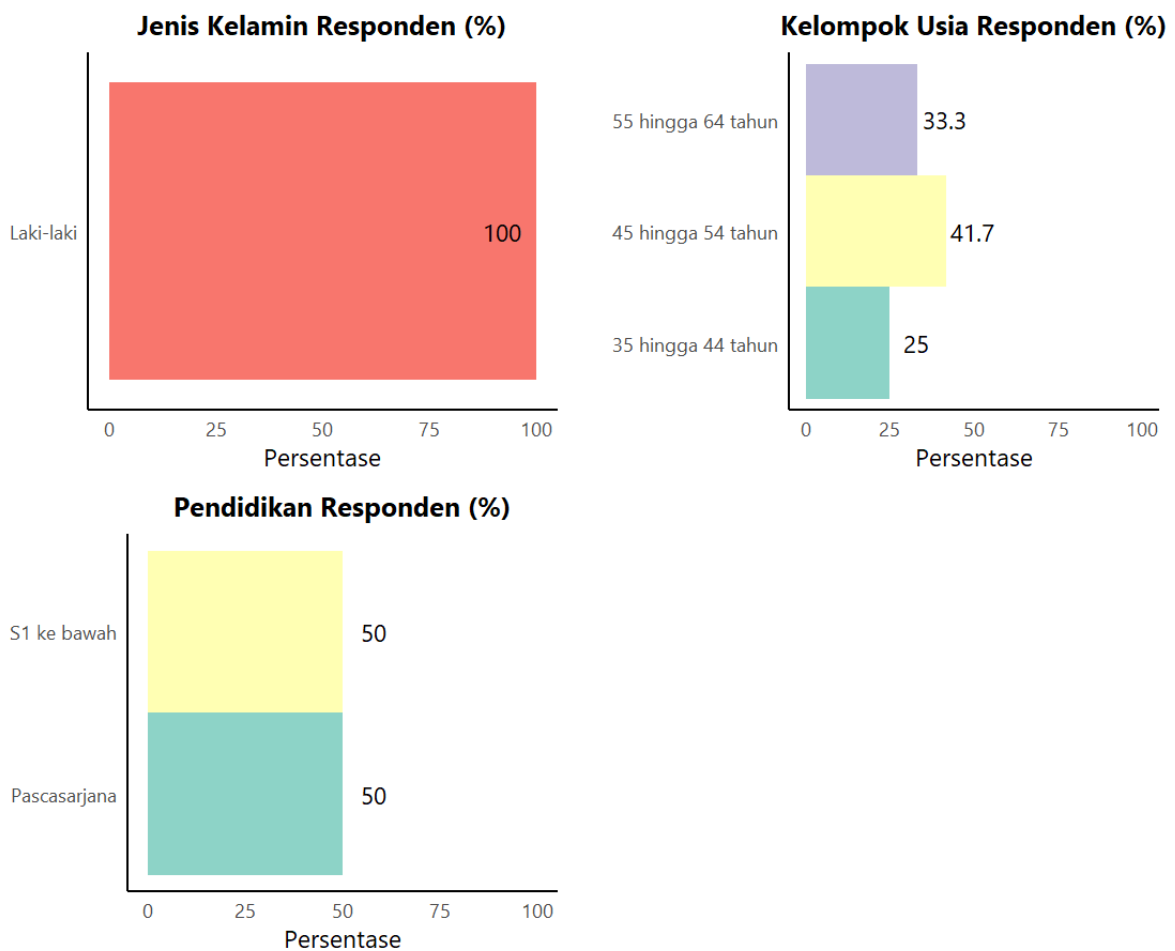 Jenis Kelamin Responden (%)
Laki-laki
100
0 25 50 75 100
Persentase
Kelompok Usia Responden (%)
55 hingga 64 tahun 33.3
45 hingga 54 tahun 41.7
35 hingga 44 tahun 25
0 25 50 75 100
Persentase
Pendidikan Responden (%)
S1 ke bawah 50
Pascasarjana 50
0 25 50 75 100
Persentase